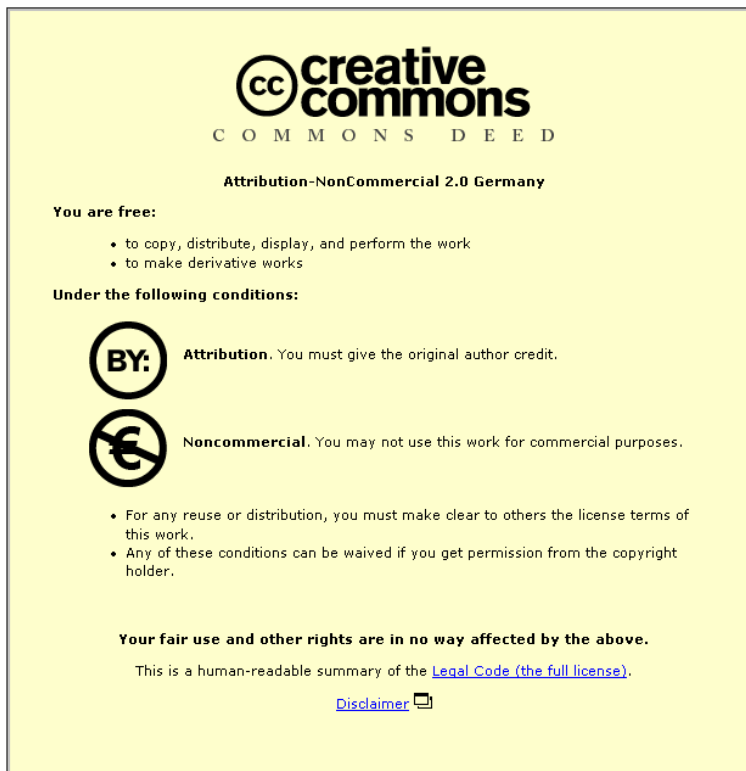 cc creative
commons
COMMONS DEED
Attribution-NonCommercial 2.0 Germany
You are free:
• to copy, distribute, display, and perform the work
• to make derivative works
Under the following conditions:
BY:
Attribution. You must give the original author credit.
€
Noncommercial. You may not use this work for commercial purposes.
• For any reuse or distribution, you must make clear to others the license terms of
this work.
• Any of these conditions can be waived if you get permission from the copyright
holder.
Your fair use and other rights are in no way affected by the above.
This is a human-readable summary of the Legal Code (the full license).
Disclaimer